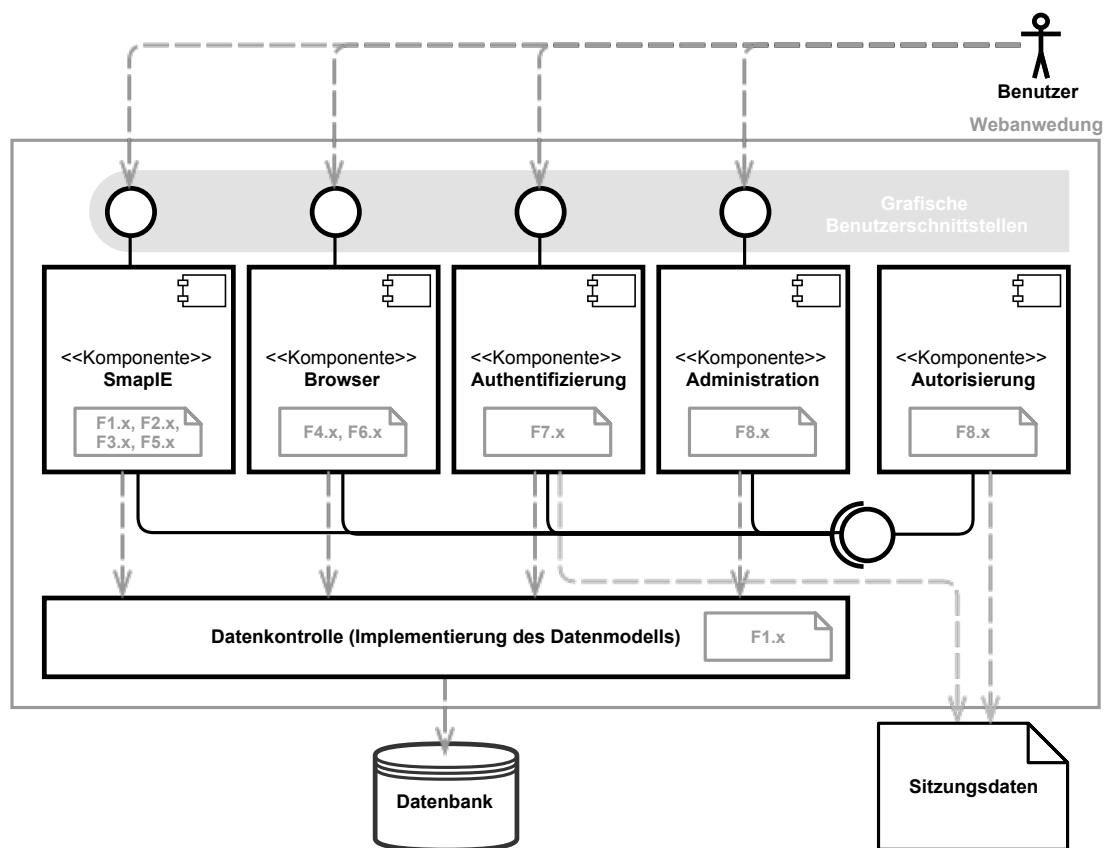 Benutzer
Webanwedung
Grafische
Benutzerschnittstellen
<<Komponente>>
SmapIE
F1.x, F2.x,
F3.x, F5.x
<<Komponente>>
Browser
F4.x, F6.x
<<Komponente>>
Authentifizierung
F7.x
<<Komponente>>
Administration
F8.x
<<Komponente>>
Autorisierung
F8.x
Datenkontrolle (Implementierung des Datenmodells)
F1.x
Datenbank
Sitzungsdaten